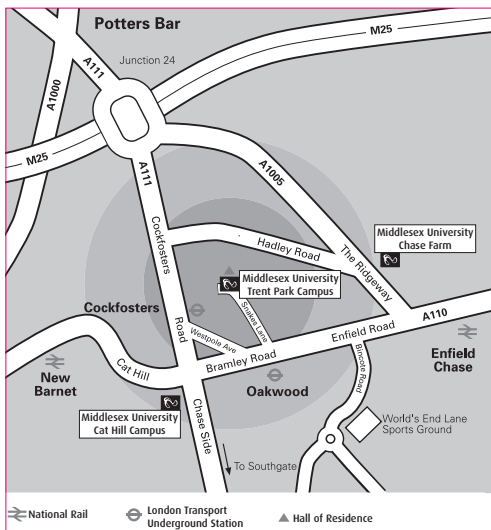 Potters Bar
Junction 24
M25
A111
A1000
M25
A111
A1005
Cockfosters
Road
Hadley Road
The Ridgeway
Middlesex University
Chase Farm
Middlesex University
Trent Park Campus
Snakes Lane
Cockfosters
Westpole Ave
Enfield Road
A110
Enfield
Chase
Bramley Road
Bincote Road
Cat Hill
New
Barnet
Oakwood
Middlesex University
Cat Hill Campus
Chase Side
World's End Lane
Sports Ground
To Southgate
National Rail
London Transport
Underground Station
Hall of Residence